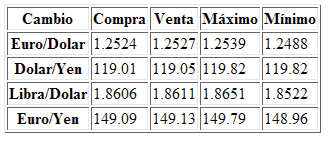 Cambio Compra Venta Máximo Mínimo
Euro/Dolar 1.2524 1.2527 1.2539 1.2488
Dolar/Yen 119.01 119.05 119.82 119.82
Libra/Dolar 1.8606 1.8611 1.8651 1.8522
Euro/Yen 149.09 149.13 149.79 148.96